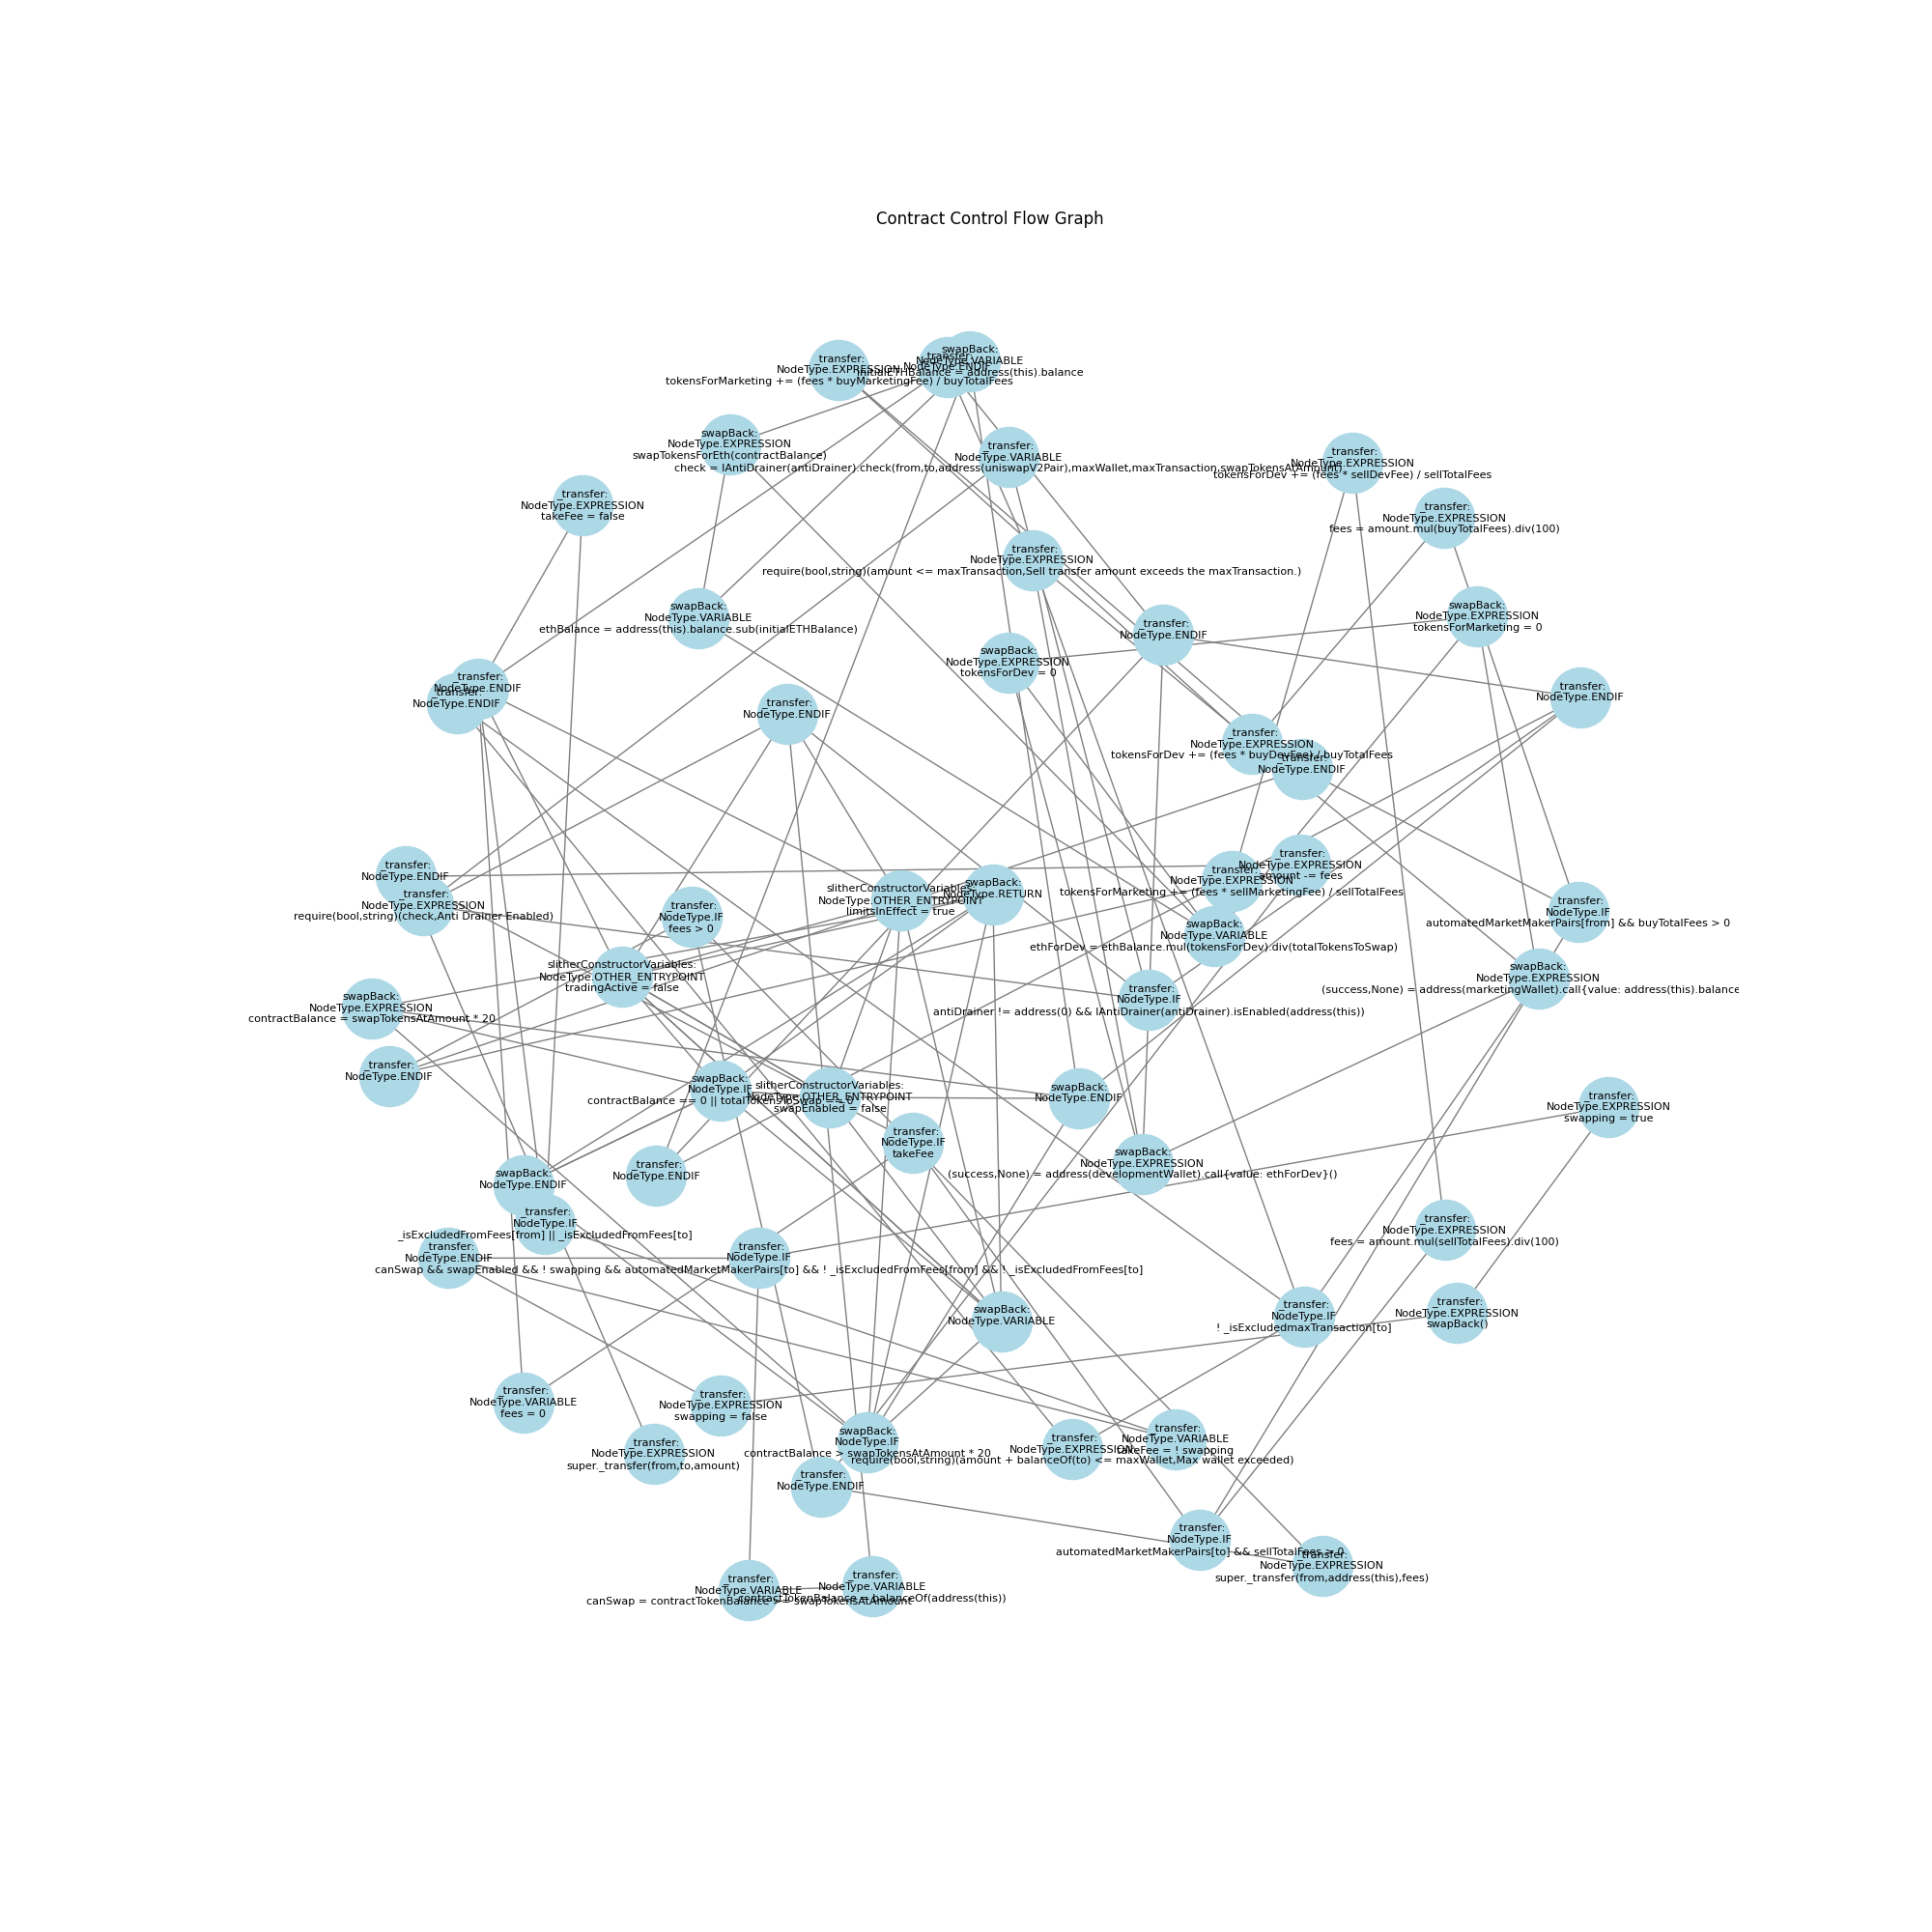 Contract Control Flow Graph
swapBack:
NodeType.VARIABLE
initialETHBalance = address(this).balance
_transfer:
NodeType.ENDIF
_transfer:
NodeType.EXPRESSION
tokensForMarketing += (fees * buyMarketingFee) / buyTotalFees
swapBack:
NodeType.EXPRESSION
swapTokensForEth(contractBalance)
_transfer:
NodeType.VARIABLE
check = IAntiDrainer(antiDrainer).check(from,to,address(uniswapV2Pair),maxWallet,maxTransaction,swapTokensAtAmount)
_transfer:
NodeType.EXPRESSION
tokensForDev += (fees * sellDevFee) / sellTotalFees
_transfer:
NodeType.EXPRESSION
takeFee = false
_transfer:
NodeType.EXPRESSION
fees = amount.mul(buyTotalFees).div(100)
_transfer:
NodeType.EXPRESSION
require(bool,string)(amount <= maxTransaction,Sell transfer amount exceeds the maxTransaction.)
swapBack:
NodeType.VARIABLE
ethBalance = address(this).balance.sub(initialETHBalance)
swapBack:
NodeType.EXPRESSION
tokensForMarketing = 0
_transfer:
NodeType.ENDIF
swapBack:
NodeType.EXPRESSION
tokensForDev = 0
_transfer:
NodeType.ENDIF
_transfer:
NodeType.ENDIF
_transfer:
NodeType.ENDIF
_transfer:
NodeType.ENDIF
_transfer:
NodeType.EXPRESSION
tokensForDev += (fees * buyDevFee) / buyTotalFees
_transfer:
NodeType.ENDIF
_transfer:
NodeType.ENDIF
_transfer:
NodeType.EXPRESSION
amount -= fees
_transfer:
NodeType.EXPRESSION
tokensForMarketing += (fees * sellMarketingFee) / sellTotalFees
swapBack:
NodeType.RETURN
slitherConstructorVariables:
NodeType.OTHER_ENTRYPOINT
limitsInEffect = true
_transfer:
NodeType.EXPRESSION
require(bool,string)(check,Anti Drainer Enabled)
_transfer:
NodeType.IF
fees > 0
_transfer:
NodeType.IF
automatedMarketMakerPairs[from] && buyTotalFees > 0
swapBack:
NodeType.VARIABLE
ethForDev = ethBalance.mul(tokensForDev).div(totalTokensToSwap)
slitherConstructorVariables:
NodeType.OTHER_ENTRYPOINT
tradingActive = false
swapBack:
NodeType.EXPRESSION
(success,None) = address(marketingWallet).call{value: address(this).balance
swapBack:
NodeType.EXPRESSION
contractBalance = swapTokensAtAmount * 20
_transfer:
NodeType.IF
antiDrainer != address(0) && IAntiDrainer(antiDrainer).isEnabled(address(this))
_transfer:
NodeType.ENDIF
swapBack:
NodeType.IF
contractBalance == 0 || totalTokensToSwap == 0
slitherConstructorVariables:
NodeType.OTHER_ENTRYPOINT
swapEnabled = false
swapBack:
NodeType.ENDIF
_transfer:
NodeType.EXPRESSION
swapping = true
_transfer:
NodeType.IF
takeFee
swapBack:
NodeType.EXPRESSION
(success,None) = address(developmentWallet).call{value: ethForDev}()
_transfer:
NodeType.ENDIF
swapBack:
NodeType.ENDIF
_transfer:
NodeType.IF
_isExcludedFromFees[from] || _isExcludedFromFees[to]
_transfer:
NodeType.EXPRESSION
fees = amount.mul(sellTotalFees).div(100)
_transfer:
NodeType.ENDIF
_transfer:
NodeType.IF
canSwap && swapEnabled && ! swapping && automatedMarketMakerPairs[to] && ! _isExcludedFromFees[from] && ! _isExcludedFromFees[to]
swapBack:
NodeType.VARIABLE
_transfer:
NodeType.IF
! _isExcludedmaxTransaction[to]
_transfer:
NodeType.EXPRESSION
swapBack()
_transfer:
NodeType.VARIABLE
fees = 0
_transfer:
NodeType.EXPRESSION
swapping = false
swapBack:
NodeType.IF
contractBalance > swapTokensAtAmount * 20
_transfer:
NodeType.EXPRESSION
require(bool,string)(amount + balanceOf(to) <= maxWallet,Max wallet exceeded)
_transfer:
NodeType.VARIABLE
takeFee = ! swapping
_transfer:
NodeType.EXPRESSION
super._transfer(from,to,amount)
_transfer:
NodeType.ENDIF
_transfer:
NodeType.IF
automatedMarketMakerPairs[to] && sellTotalFees > 0
_transfer:
NodeType.EXPRESSION
super._transfer(from,address(this),fees)
_transfer:
NodeType.VARIABLE
canSwap = contractTokenBalance >= swapTokensAtAmount
_transfer:
NodeType.VARIABLE
contractTokenBalance = balanceOf(address(this))